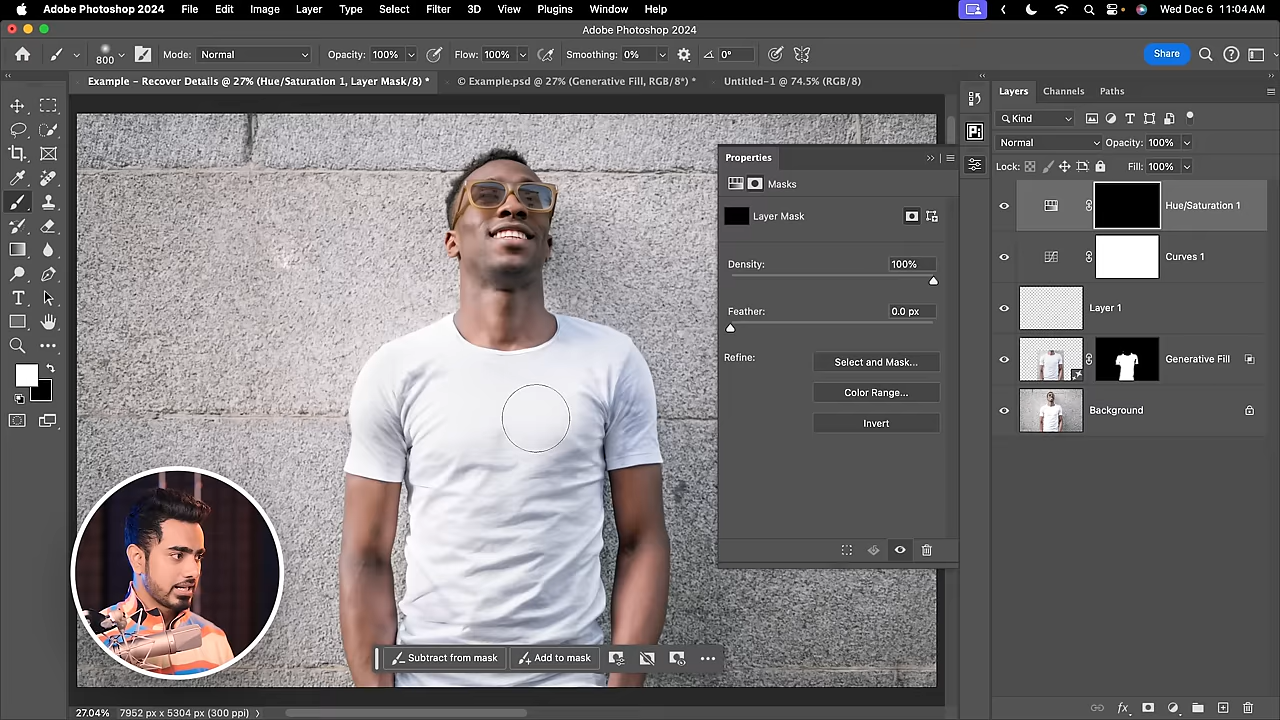 Adobe Photoshop 2024 File Edit Image Layer Type Select Filter 3D View Plugins Window Help Wed Dec 6 11:04 AM
Adobe Photoshop 2024
800 Mode: Normal Opacity: 100% Flow: 100% Smoothing: 0% 0° Share
Example – Recover Details @ 27% (Hue/Saturation 1, Layer Mask/8) * © Example.psd @ 27% (Generative Fill, RGB/8*) * Untitled-1 @ 74.5% (RGB/8)
Layers Channels Paths
Kind
Normal Opacity: 100%
Lock: Fill: 100%
Hue/Saturation 1
Curves 1
Layer 1
Generative Fill
Background
Properties
Masks
Layer Mask
Density: 100%
Feather: 0.0 px
Refine: Select and Mask...
Color Range...
Invert
Subtract from mask Add to mask
27.04% 7952 px x 5304 px (300 ppi)